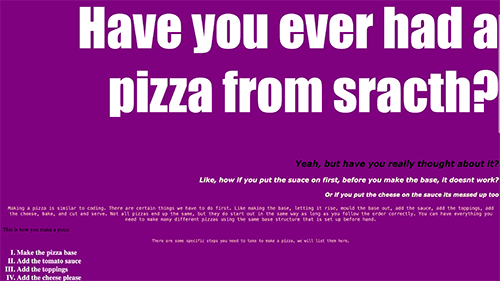 Have you ever had a
pizza from sracth?
Yeah, but have you really thought about it?
Like, how if you put the suace on first, before you make the base, it doesnt work?
Or if you put the cheese on the sauce its messed up too
Making a pizza is similar to coding. There are certain things we have to do first. Like making the base, letting it rise, mould the base out, add the sauce, add the toppings, add
the cheese, bake, and cut and serve. Not all pizzas end up the same, but they do start out in the same way as long as you follow the order correctly. You can have everything you
need to make many different pizzas using the same base structure that is set up before hand.
This is how you make a pizza:
There are some specific steps you need to take to make a pizza, we will list them here.
I. Make the pizza base
II. Add the tomato sauce
III. Add the toppings
IV. Add the cheese please